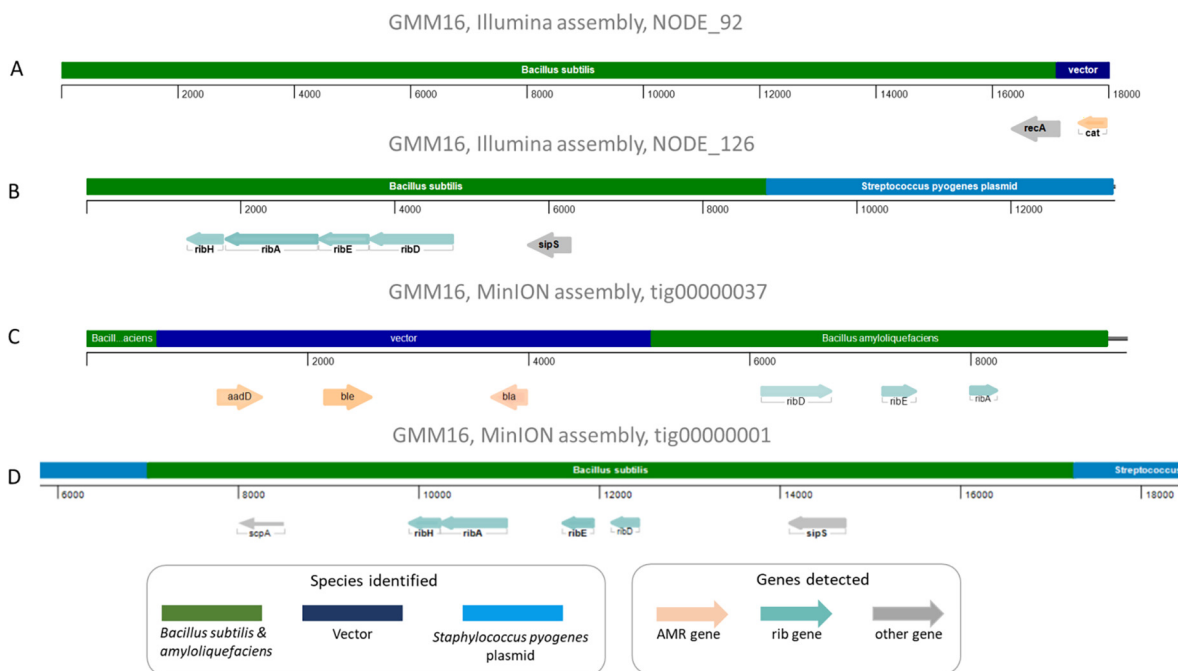 GMM16, Illumina assembly, NODE_92
A
Bacillus subtilis vector
2000 4000 6000 8000 10000 12000 14000 16000 18000
recA cat
GMM16, Illumina assembly, NODE_126
B
Bacillus subtilis Streptococcus pyogenes plasmid
2000 4000 6000 8000 10000 12000
ribH ribA ribE ribD sipS
GMM16, MinION assembly, tig00000037
C
Bacill...aciens vector Bacillus amyloliquefaciens
2000 4000 6000 8000
aadD ble bla ribD ribE ribA
GMM16, MinION assembly, tig00000001
D
Bacillus subtilis Streptococcus
6000 8000 10000 12000 14000 16000 18000
scpA ribH ribA ribE ribD sipS
Species identified Genes detected
Bacillus subtilis & Vector Staphylococcus pyogenes AMR gene rib gene other gene
amyloliquefaciens plasmid